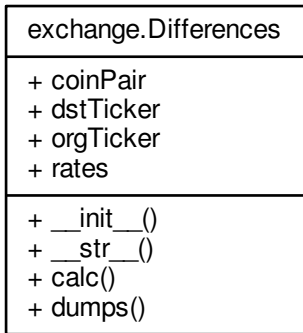 exchange.Differences
+ coinPair
+ dstTicker
+ orgTicker
+ rates
+ __init__()
+ __str__()
+ calc()
+ dumps()